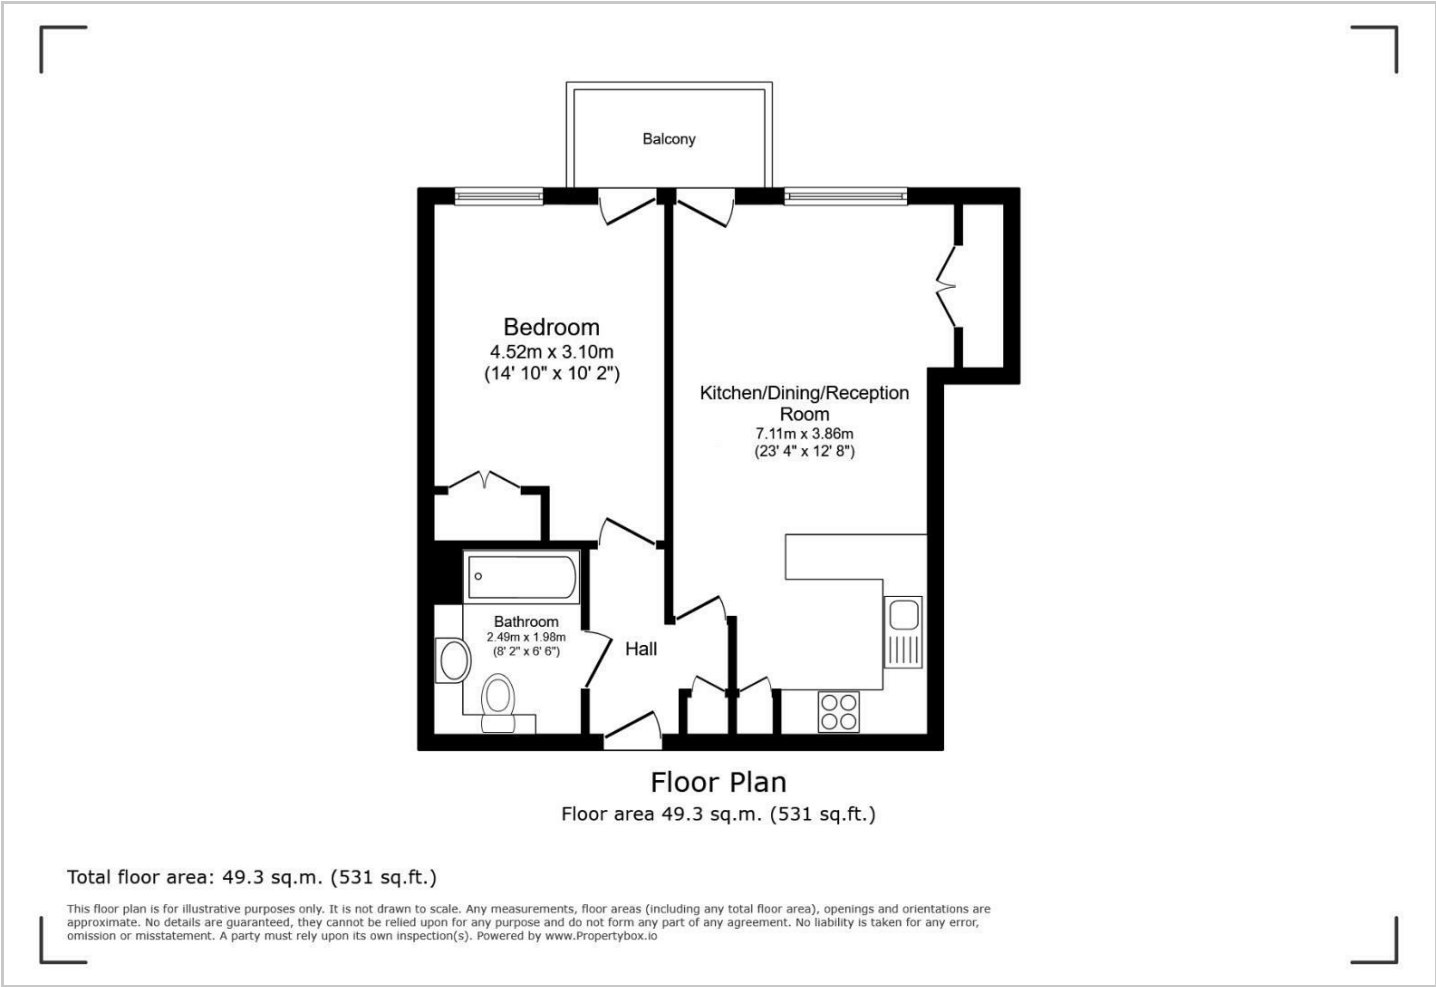 Balcony
Bedroom
4.52m x 3.10m
(14' 10" x 10' 2")
Kitchen/Dining/Reception
Room
7.11m x 3.86m
(23' 4" x 12' 8")
Bathroom
2.49m x 1.98m
(8' 2" x 6' 6")
Hall
Floor Plan
Floor area 49.3 sq.m. (531 sq.ft.)
Total floor area: 49.3 sq.m. (531 sq.ft.)
This floor plan is for illustrative purposes only. It is not drawn to scale. Any measurements, floor areas (including any total floor area), openings and orientations are
approximate. No details are guaranteed, they cannot be relied upon for any purpose and do not form any part of any agreement. No liability is taken for any error,
omission or misstatement. A party must rely upon its own inspection(s). Powered by www.Propertybox.io